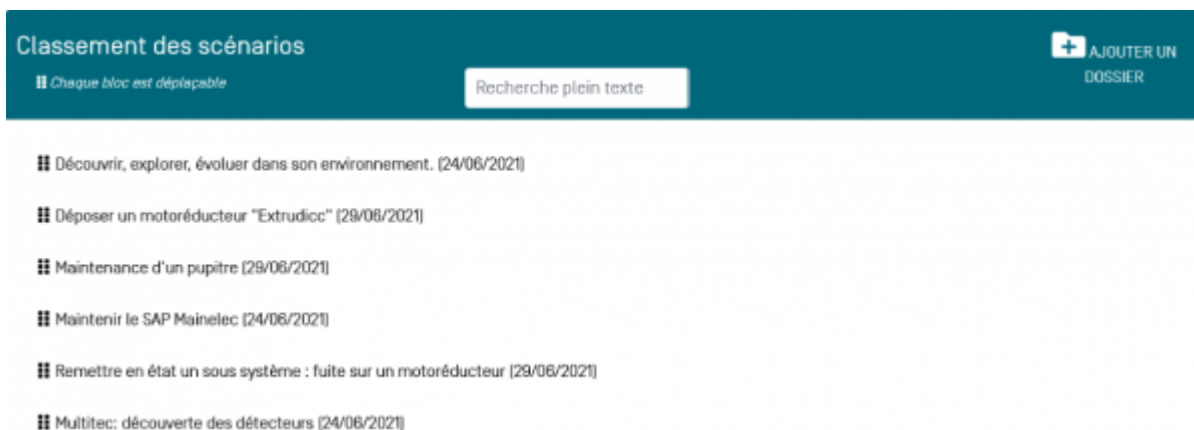 Classement des scénarios
Chaque bloc est déplaçable
Recherche plein texte
AJOUTER UN
DOSSIER
Découvrir, explorer, évoluer dans son environnement. (24/06/2021)
Déposer un motoréducteur "Extrudicc" (29/06/2021)
Maintenance d'un pupitre (29/06/2021)
Maintenir le SAP Mainelec (24/06/2021)
Remettre en état un sous système : fuite sur un motoréducteur (29/06/2021)
Multitec: découverte des détecteurs (24/06/2021)